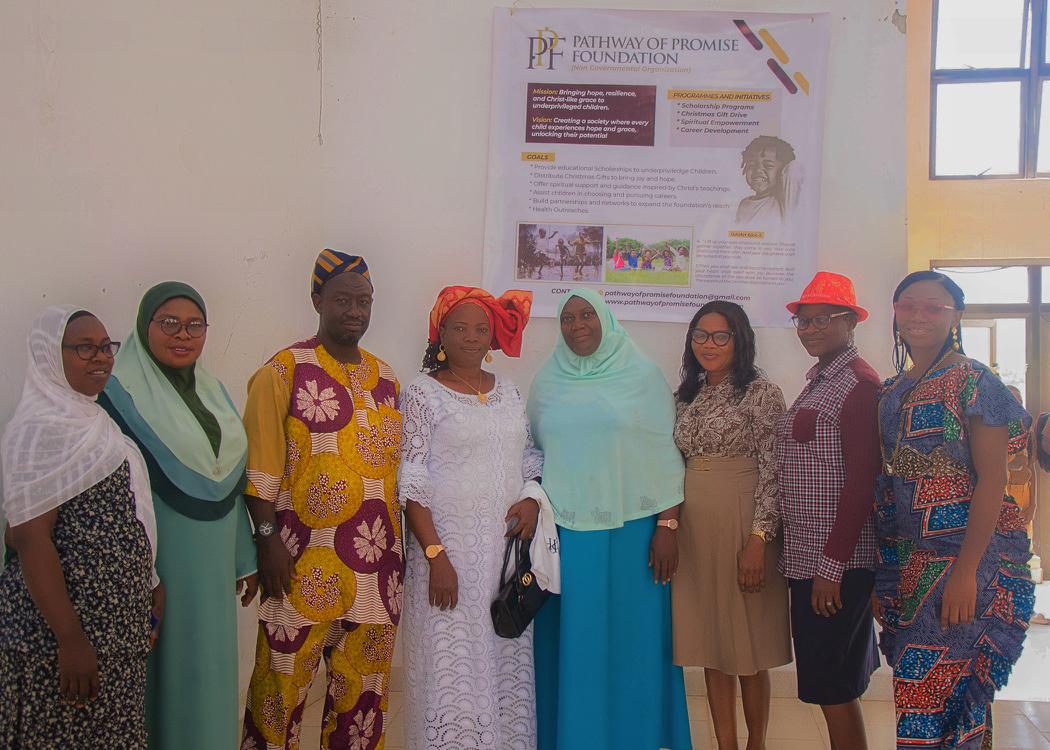 PPF
PATHWAY OF PROMISE
FOUNDATION
(Non Governmental Organization)
Mission: Bringing hope, resilience,
and Christ-like grace to
underprivileged children.
Vision: Creating a society where every
child experiences hope and grace,
unlocking their potential
PROGRAMMES AND INITIATIVES
* Scholarship Programs
* Christmas Gift Drive
* Spiritual Empowerment
* Career Development
GOALS
* Provide educational Scholarships to underpriviledge Children.
* Distribute Christmas Gifts to bring joy and hope.
* Offer spiritual support and guidance inspired by Christ's teachings.
* Assist children in choosing and pursuing careers.
* Build partnerships and networks to expand the foundation's reach
* Health Outreaches.
pathwayofpromisefoundation@gmail.com
www.pathwayofpromisefoun